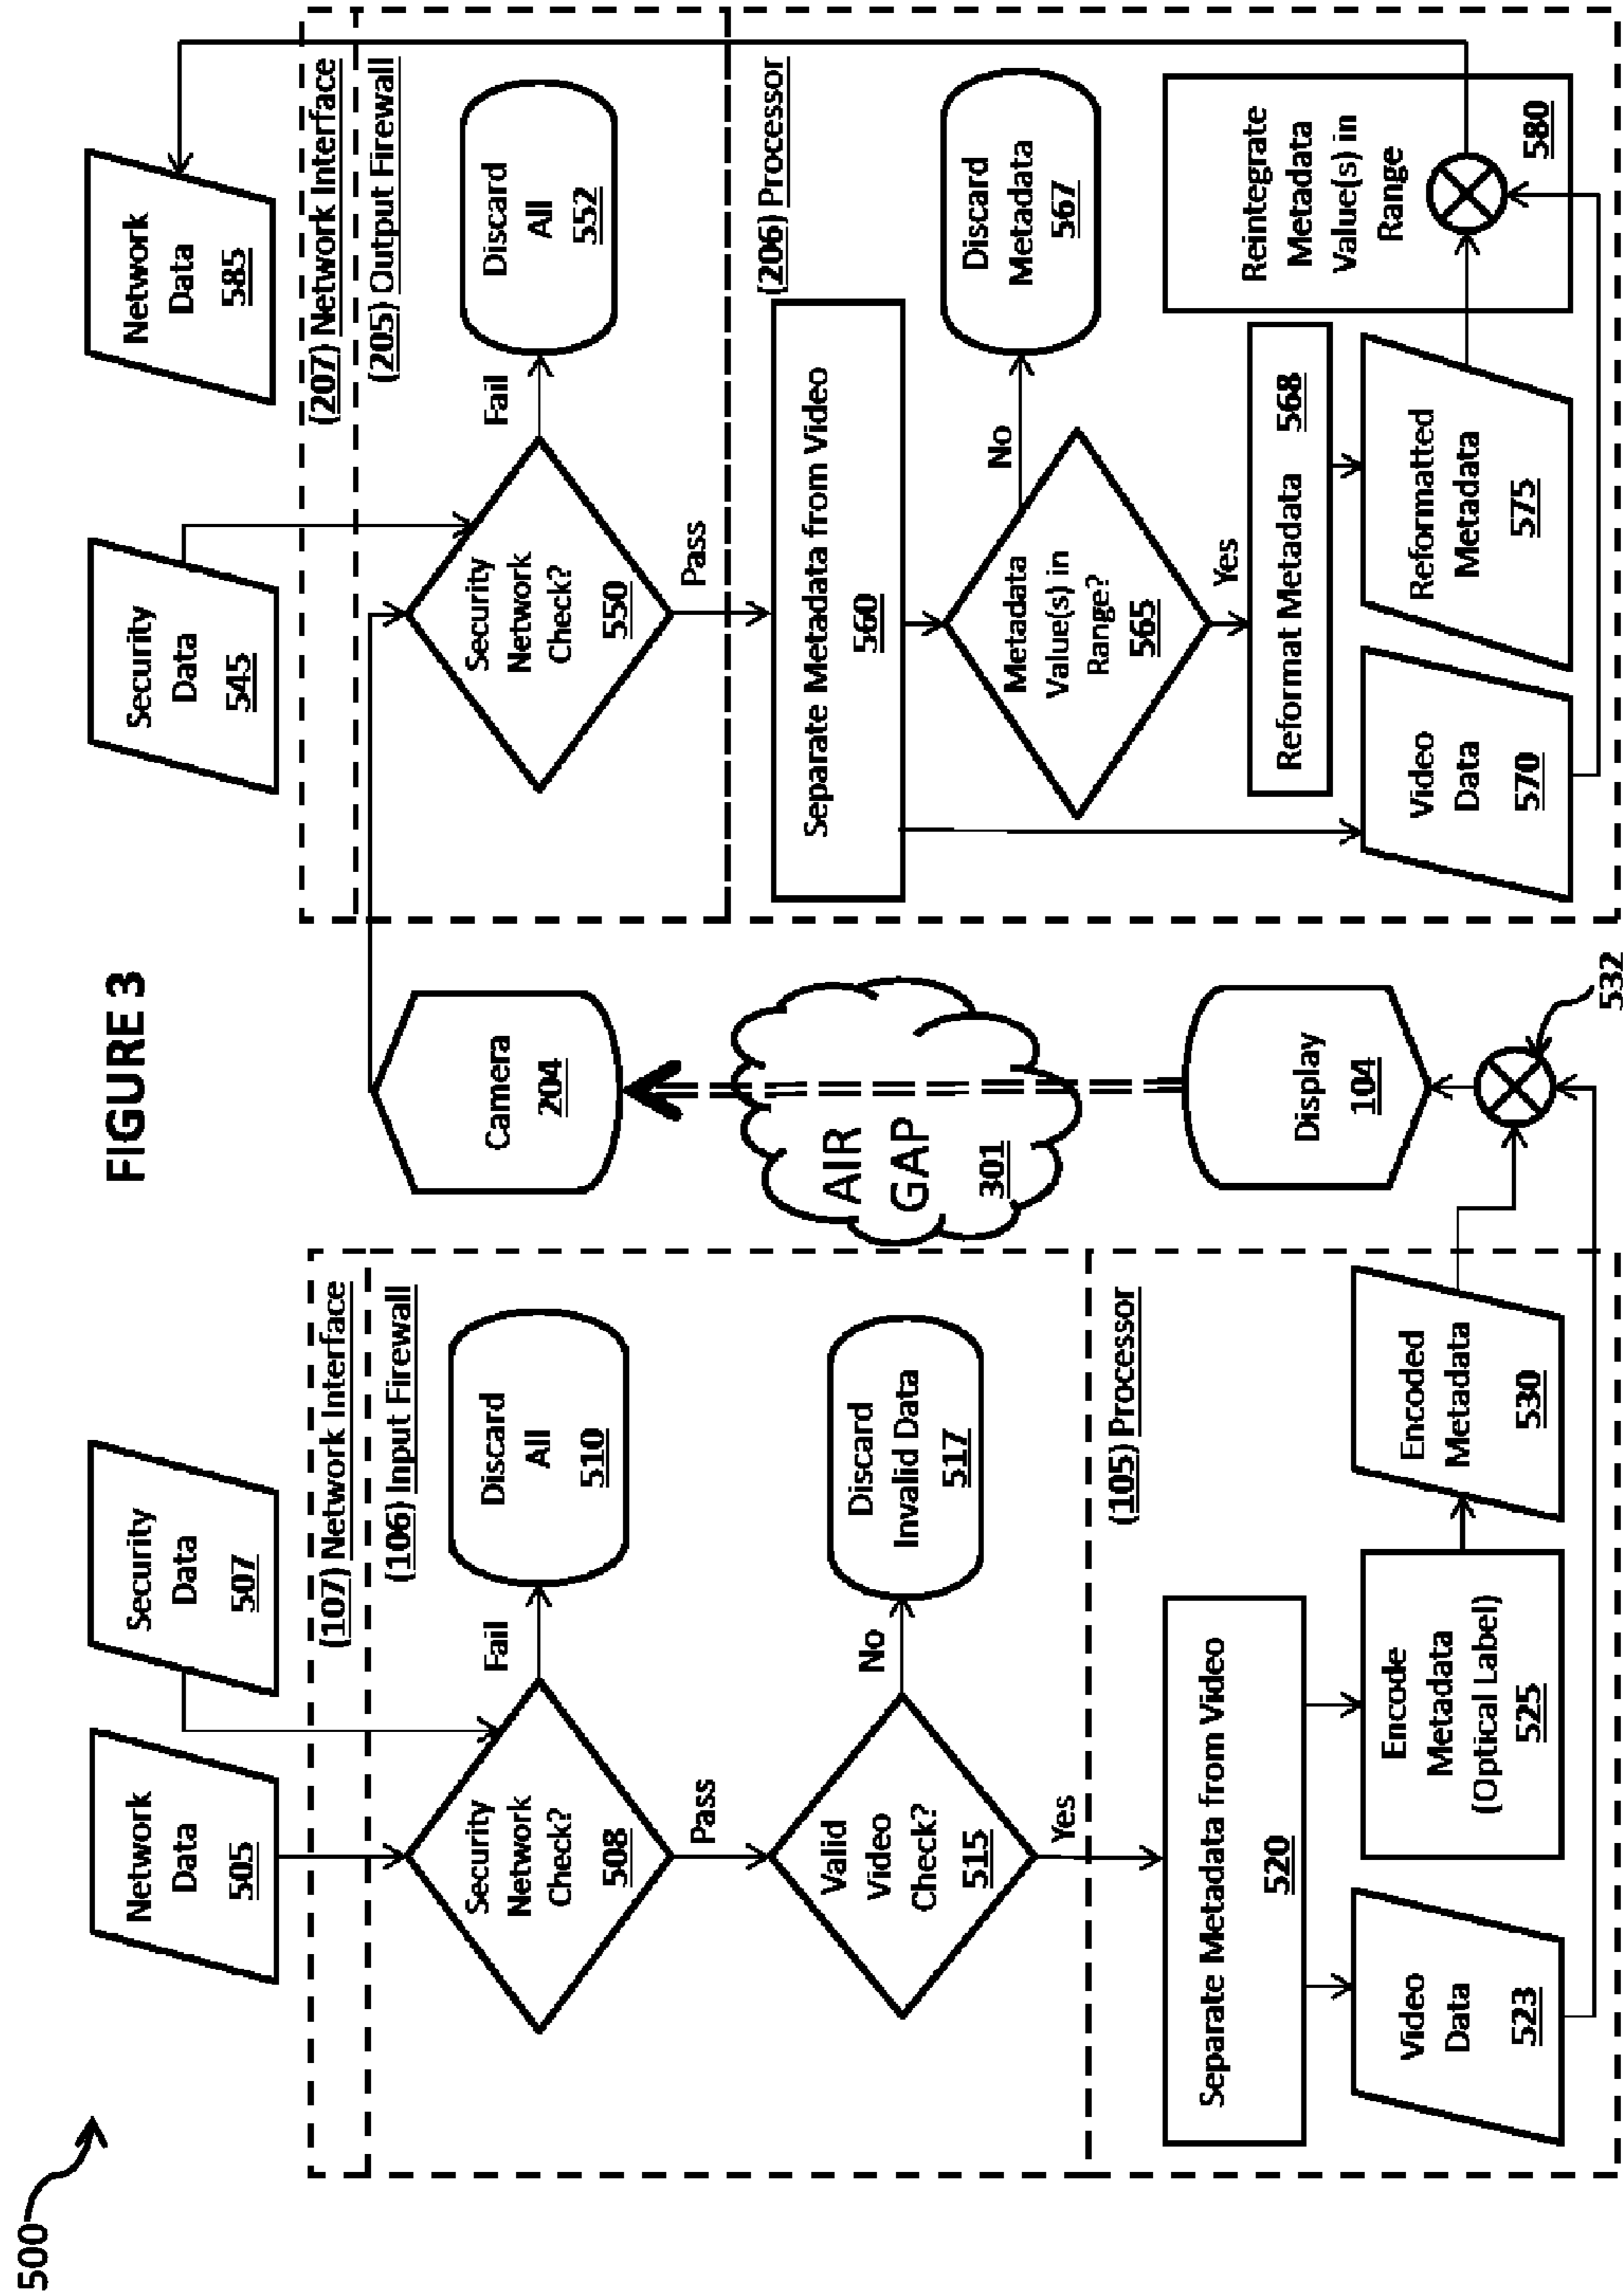 500
FIGURE 3
Network
Data
505
Security
Data
507
(107) Network Interface
(106) Input Firewall
Security
Network
Check?
508
Fail
Discard
All
510
Pass
Valid
Video
Check?
515
No
Discard
Invalid Data
517
Yes
(105) Processor
Separate Metadata from Video
520
Video
Data
523
Encode
Metadata
(Optical Label)
525
Encoded
Metadata
530
532
Display
104
AIR
GAP
301
Camera
204
Security
Data
545
Network
Data
585
(207) Network Interface
(205) Output Firewall
Security
Network
Check?
550
Fail
Discard
All
552
Pass
(206) Processor
Separate Metadata from Video
560
Metadata
Value(s) in
Range?
565
No
Discard
Metadata
567
Yes
Reformat Metadata 568
Video
Data
570
Reformatted
Metadata
575
Reintegrate
Metadata
Value(s) in
Range
580